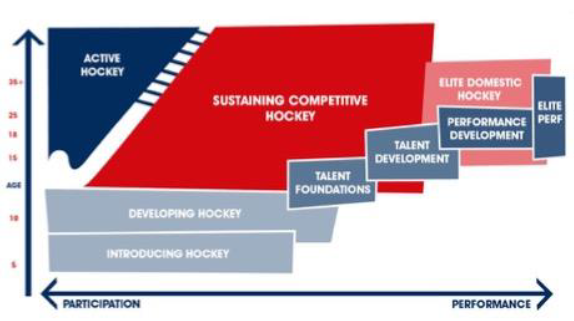 ACTIVE
HOCKEY
SUSTAINING COMPETITIVE
HOCKEY
ELITE DOMESTIC
HOCKEY
ELITE
PERF
PERFORMANCE
DEVELOPMENT
TALENT
DEVELOPMENT
TALENT
FOUNDATIONS
DEVELOPING HOCKEY
INTRODUCING HOCKEY
35+
25
18
15
AGE
10
5
PARTICIPATION
PERFORMANCE